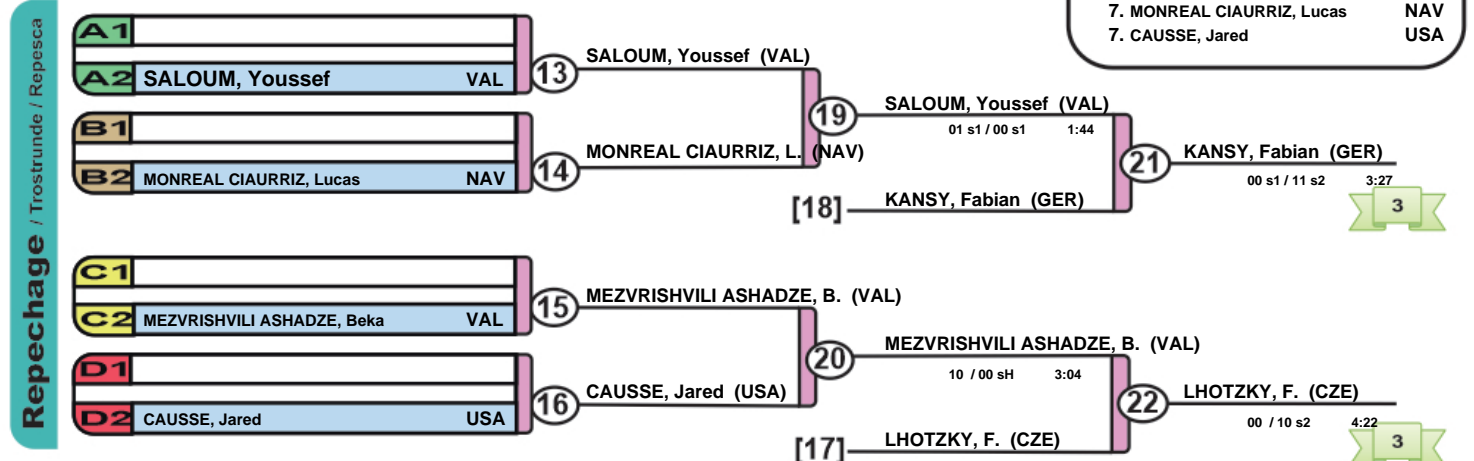 7. MONREAL CIAURRIZ, Lucas NAV
7. CAUSSE, Jared USA
Repechage / Trostrunde / Repesca
A1
A2 SALOUM, Youssef VAL
13
SALOUM, Youssef (VAL)
B1
B2 MONREAL CIAURRIZ, Lucas NAV
14
MONREAL CIAURRIZ, L. (NAV)
19
SALOUM, Youssef (VAL)
01 s1 / 00 s1 1:44
[18] KANSY, Fabian (GER)
21
KANSY, Fabian (GER)
00 s1 / 11 s2 3:27
3
C1
C2 MEZVRISHVILI ASHADZE, Beka VAL
15
MEZVRISHVILI ASHADZE, B. (VAL)
D1
D2 CAUSSE, Jared USA
16
CAUSSE, Jared (USA)
20
MEZVRISHVILI ASHADZE, B. (VAL)
10 / 00 sH 3:04
[17] LHOTZKY, F. (CZE)
22
LHOTZKY, F. (CZE)
00 / 10 s2 4:22
3